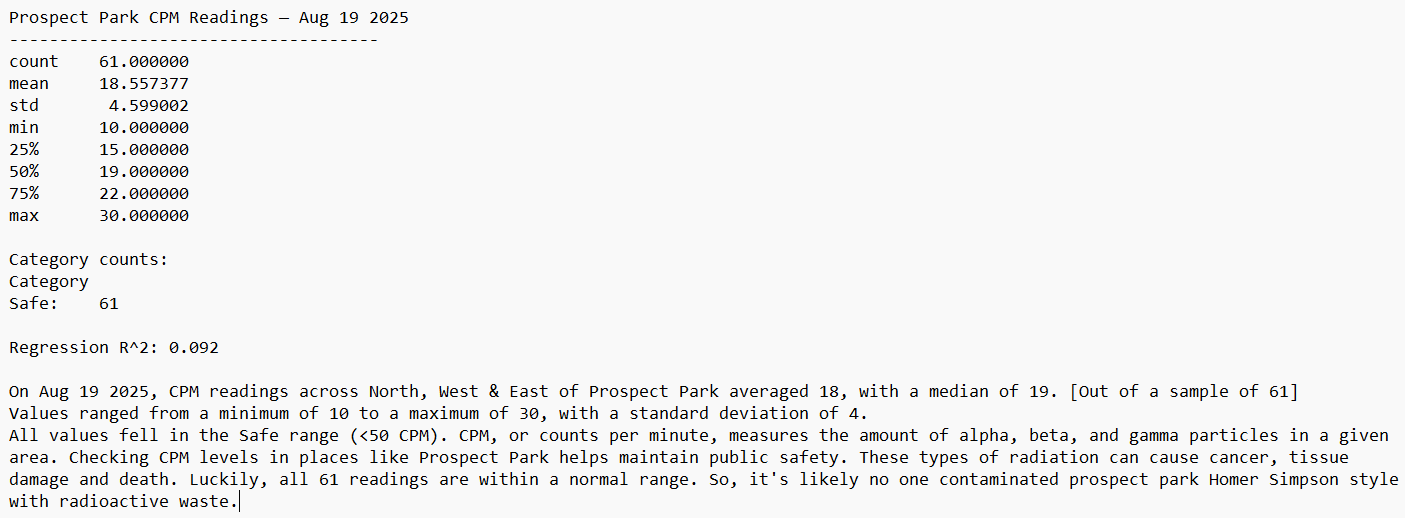 Prospect Park CPM Readings – Aug 19 2025
-------------------------------------
count    61.000000
mean     18.557377
std       4.599002
min      10.000000
25%      15.000000
50%      19.000000
75%      22.000000
max      30.000000

Category counts:
Category
Safe:    61

Regression R^2: 0.092

On Aug 19 2025, CPM readings across North, West & East of Prospect Park averaged 18, with a median of 19. [Out of a sample of 61]
Values ranged from a minimum of 10 to a maximum of 30, with a standard deviation of 4.
All values fell in the Safe range (<50 CPM). CPM, or counts per minute, measures the amount of alpha, beta, and gamma particles in a given
area. Checking CPM levels in places like Prospect Park helps maintain public safety. These types of radiation can cause cancer, tissue
damage and death. Luckily, all 61 readings are within a normal range. So, it's likely no one contaminated prospect park Homer Simpson style
with radioactive waste.